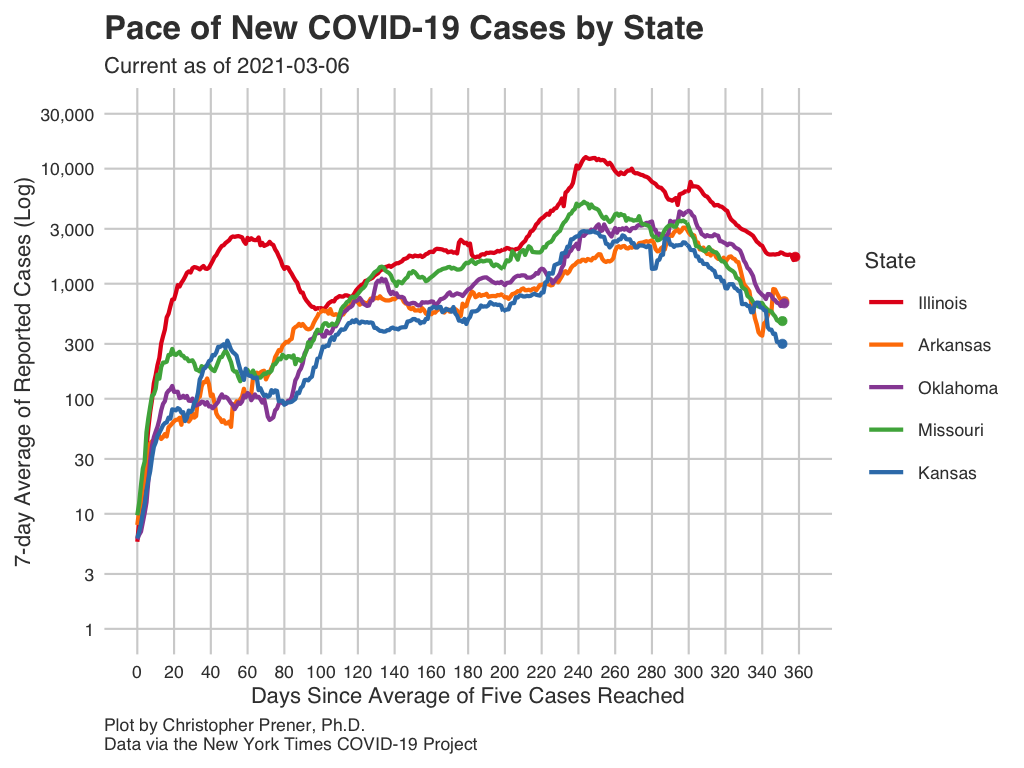 Pace of New COVID-19 Cases by State
Current as of 2021-03-06
7-day Average of Reported Cases (Log)
30,000
10,000
3,000
1,000
300
100
30
10
3
1
0 20 40 60 80 100 120 140 160 180 200 220 240 260 280 300 320 340 360
Days Since Average of Five Cases Reached
State
Illinois
Arkansas
Oklahoma
Missouri
Kansas
Plot by Christopher Prener, Ph.D.
Data via the New York Times COVID-19 Project